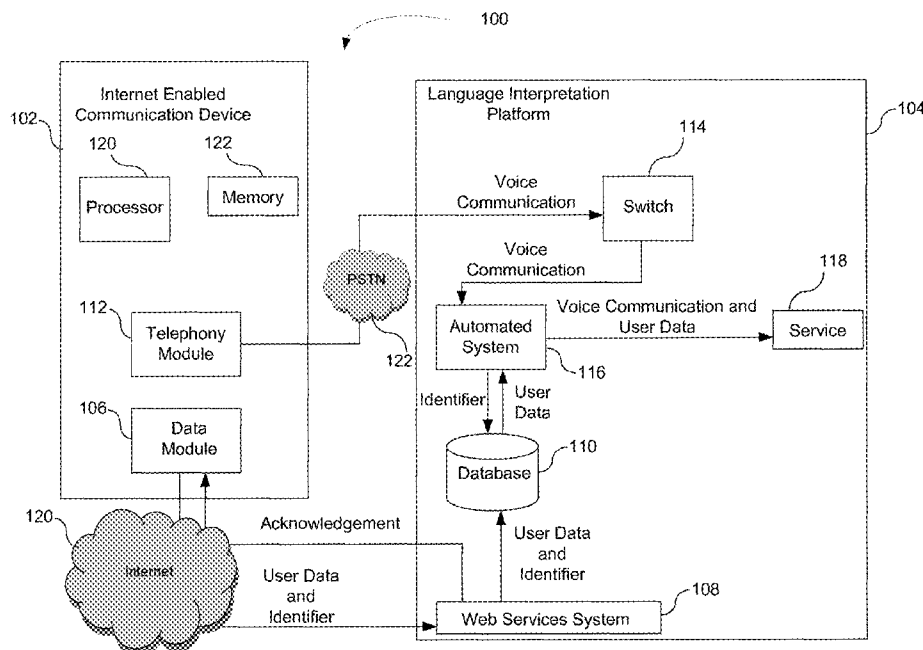 100
Internet Enabled
Communication Device
102
120
Processor
122
Memory
Language Interpretation
Platform
104
114
Switch
Voice
Communication
PSTN
122
Voice
Communication
112
Telephony
Module
Automated
System
116
Voice Communication and
User Data
118
Service
Identifier
User
Data
106
Data
Module
Database
110
120
Internet
Acknowledgement
User Data
and
Identifier
User Data
and
Identifier
Web Services System
108